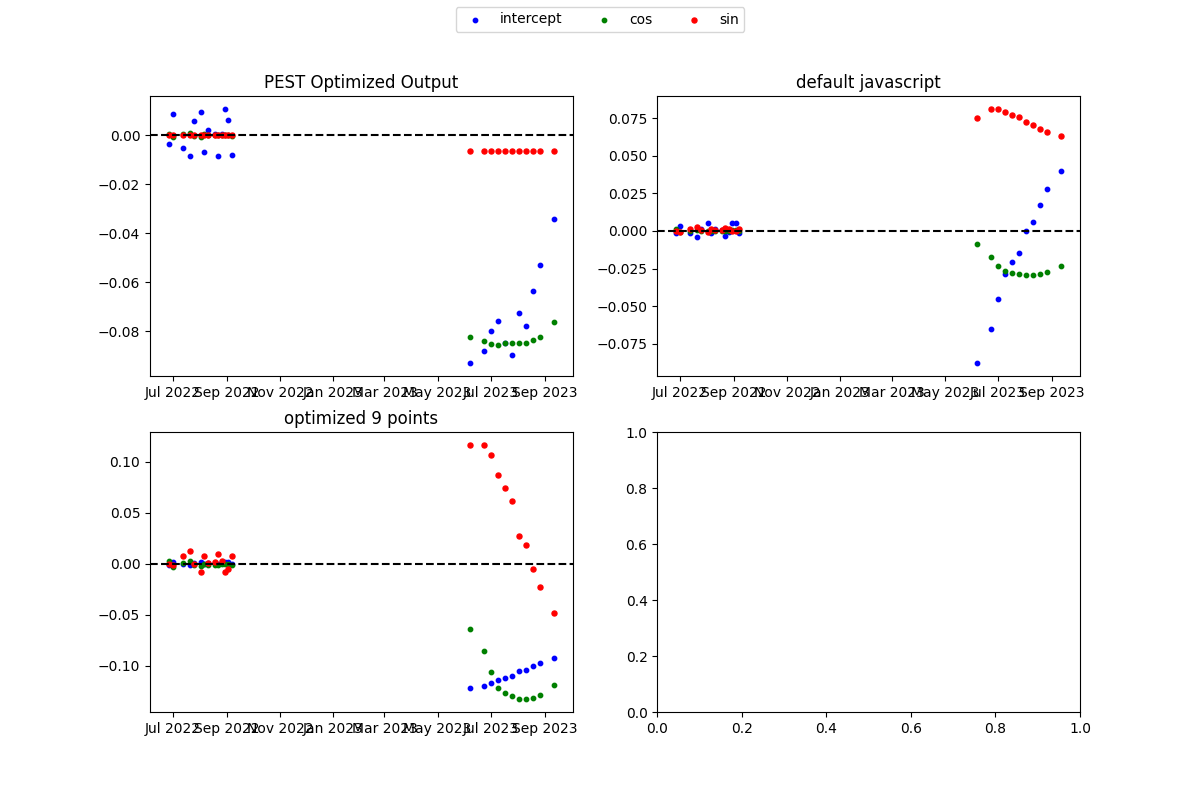 intercept cos sin
PEST Optimized Output
0.00
−0.02
−0.04
−0.06
−0.08
Jul 2022 Sep 2022 Nov 2022 Jan 2023 Mar 2023 May 2023 Jul 2023 Sep 2023
default javascript
0.075
0.050
0.025
0.000
−0.025
−0.050
−0.075
Jul 2022 Sep 2022 Nov 2022 Jan 2023 Mar 2023 May 2023 Jul 2023 Sep 2023
optimized 9 points
0.10
0.05
0.00
−0.05
−0.10
Jul 2022 Sep 2022 Nov 2022 Jan 2023 Mar 2023 May 2023 Jul 2023 Sep 2023
1.0
0.8
0.6
0.4
0.2
0.0
0.0 0.2 0.4 0.6 0.8 1.0